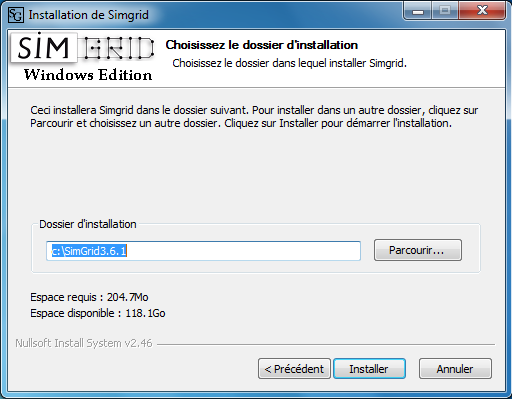 SG Installation de Simgrid
SIMGRID
Windows Edition
Choisissez le dossier d'installation
Choisissez le dossier dans lequel installer Simgrid.
Ceci installera Simgrid dans le dossier suivant. Pour installer dans un autre dossier, cliquez sur
Parcourir et choisissez un autre dossier. Cliquez sur Installer pour démarrer l'installation.
Dossier d'installation
c:\SimGrid3.6.1
Parcourir...
Espace requis : 204.7Mo
Espace disponible : 118.1Go
Nullsoft Install System v2.46
< Précédent
Installer
Annuler